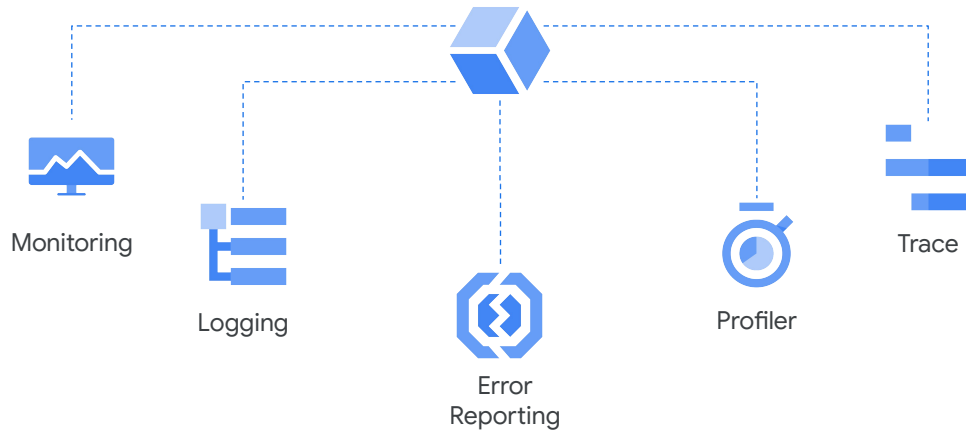 Monitoring
Logging
Error
Reporting
Profiler
Trace